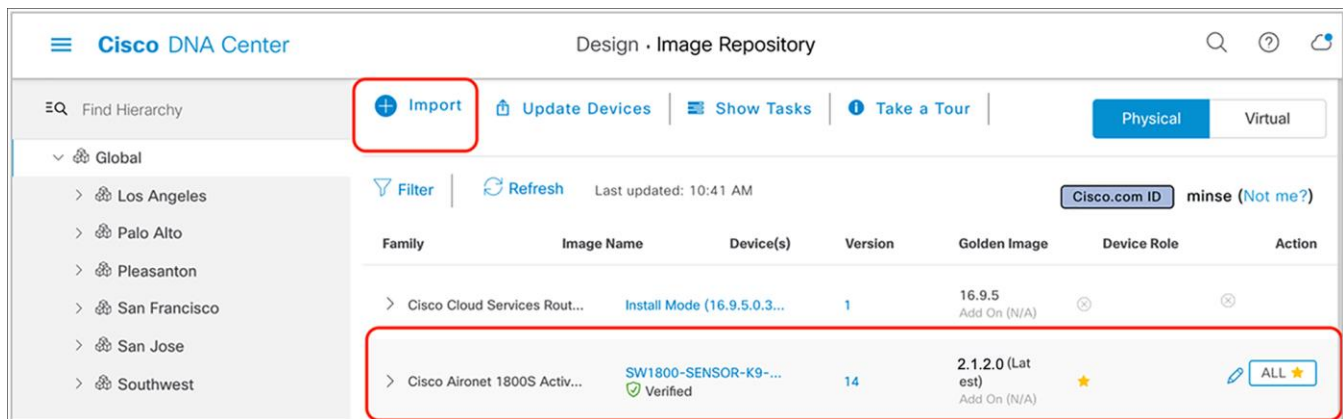 Cisco DNA Center
Design · Image Repository
Find Hierarchy
Global
Los Angeles
Palo Alto
Pleasanton
San Francisco
San Jose
Southwest
Import
Update Devices
Show Tasks
Take a Tour
Physical
Virtual
Filter
Refresh
Last updated: 10:41 AM
Cisco.com ID
minse (Not me?)
Family Image Name Device(s) Version Golden Image Device Role Action
Cisco Cloud Services Rout...
Install Mode (16.9.5.0.3...
1
16.9.5
Add On (N/A)
Cisco Aironet 1800S Activ...
SW1800-SENSOR-K9-...
Verified
14
2.1.2.0 (Lat
est)
Add On (N/A)
ALL